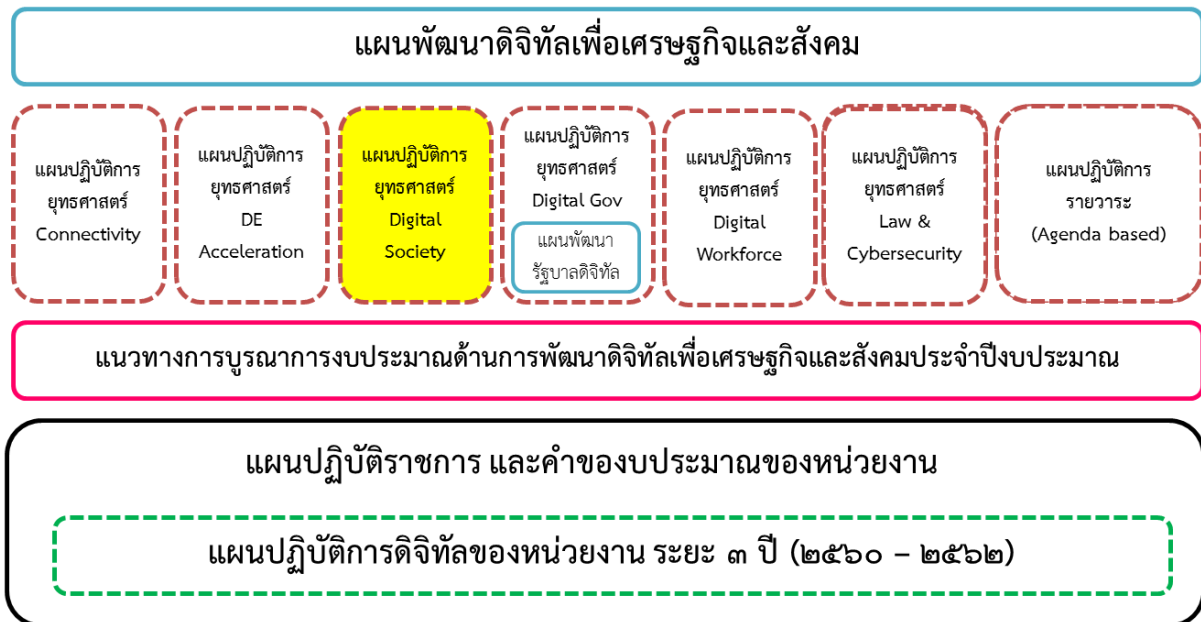 แผนพัฒนาดิจิทัลเพื่อเศรษฐกิจและสังคม
แผนปฏิบัติการ
ยุทธศาสตร์
Connectivity
แผนปฏิบัติการ
ยุทธศาสตร์
DE
Acceleration
แผนปฏิบัติการ
ยุทธศาสตร์
Digital
Society
แผนปฏิบัติการ
ยุทธศาสตร์
Digital Gov
แผนพัฒนา
รัฐบาลดิจิทัล
แผนปฏิบัติการ
ยุทธศาสตร์
Digital
Workforce
แผนปฏิบัติการ
ยุทธศาสตร์
Law &
Cybersecurity
แผนปฏิบัติการ
รายวาระ
(Agenda based)
แนวทางการบูรณาการงบประมาณด้านการพัฒนาดิจิทัลเพื่อเศรษฐกิจและสังคมประจำปีงบประมาณ
แผนปฏิบัติราชการ และคำของบประมาณของหน่วยงาน
แผนปฏิบัติการดิจิทัลของหน่วยงาน ระยะ ๓ ปี (๒๕๖๐ – ๒๕๖๒)